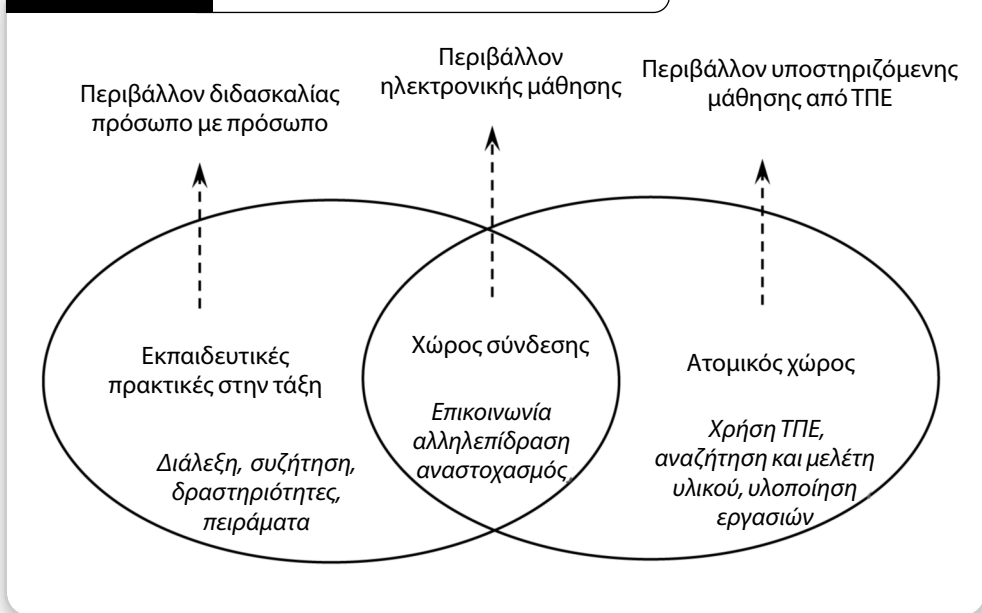 Περιβάλλον διδασκαλίας
πρόσωπο με πρόσωπο
Περιβάλλον
ηλεκτρονικής μάθησης
Περιβάλλον υποστηριζόμενης
μάθησης από ΤΠΕ
Εκπαιδευτικές
πρακτικές στην τάξη
Διάλεξη, συζήτηση,
δραστηριότητες,
πειράματα
Χώρος σύνδεσης
Επικοινωνία
αλληλεπίδραση
αναστοχασμός,
Ατομικός χώρος
Χρήση ΤΠΕ,
αναζήτηση και μελέτη
υλικού, υλοποίηση
εργασιών